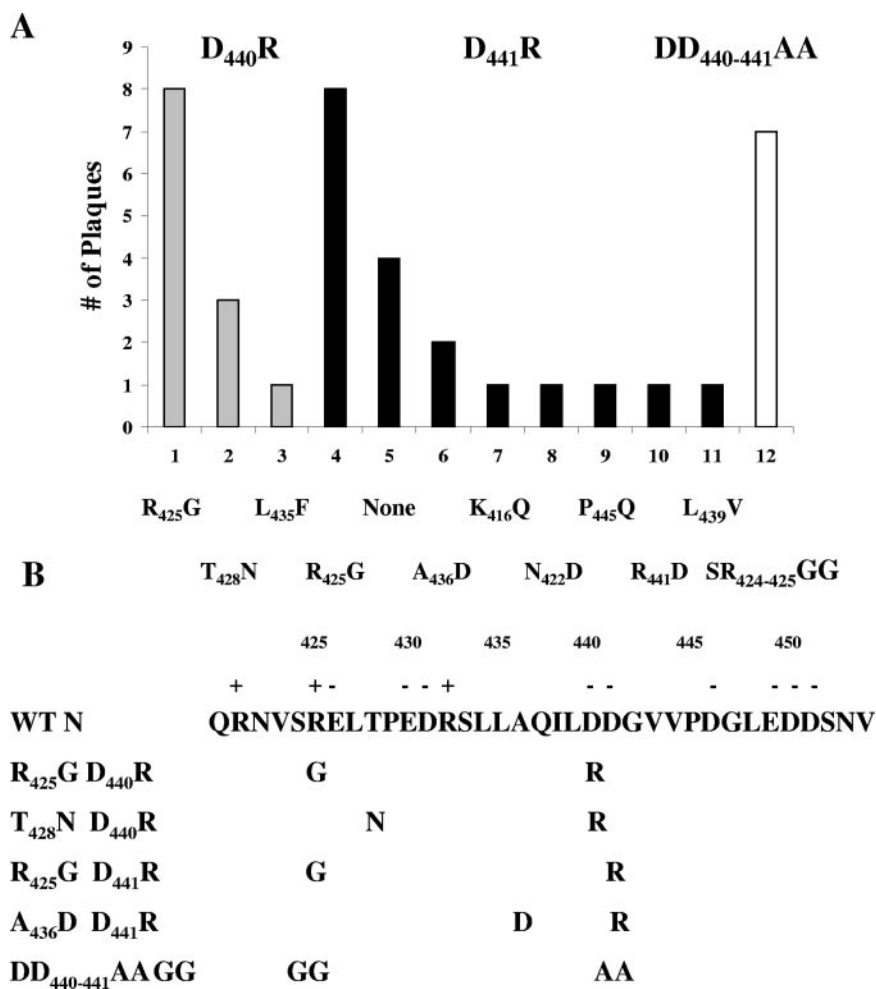 A
D440R D441R DD440-441AA
# of Plaques
9
8
7
6
5
4
3
2
1
0
1 2 3 4 5 6 7 8 9 10 11 12
R425G L435F None K416Q P445Q L439V
B
T428N R425G A436D N422D R441D SR424-425GG
425 430 435 440 445 450
+ + - - - + - - - - - -
WT N QRNVSRELTPEDRSLLAQILDDGVVPDGLEDDSNV
R425G D440R G R
T428N D440R N R
R425G D441R G R
A436D D441R D R
DD440-441AAGG GG AA